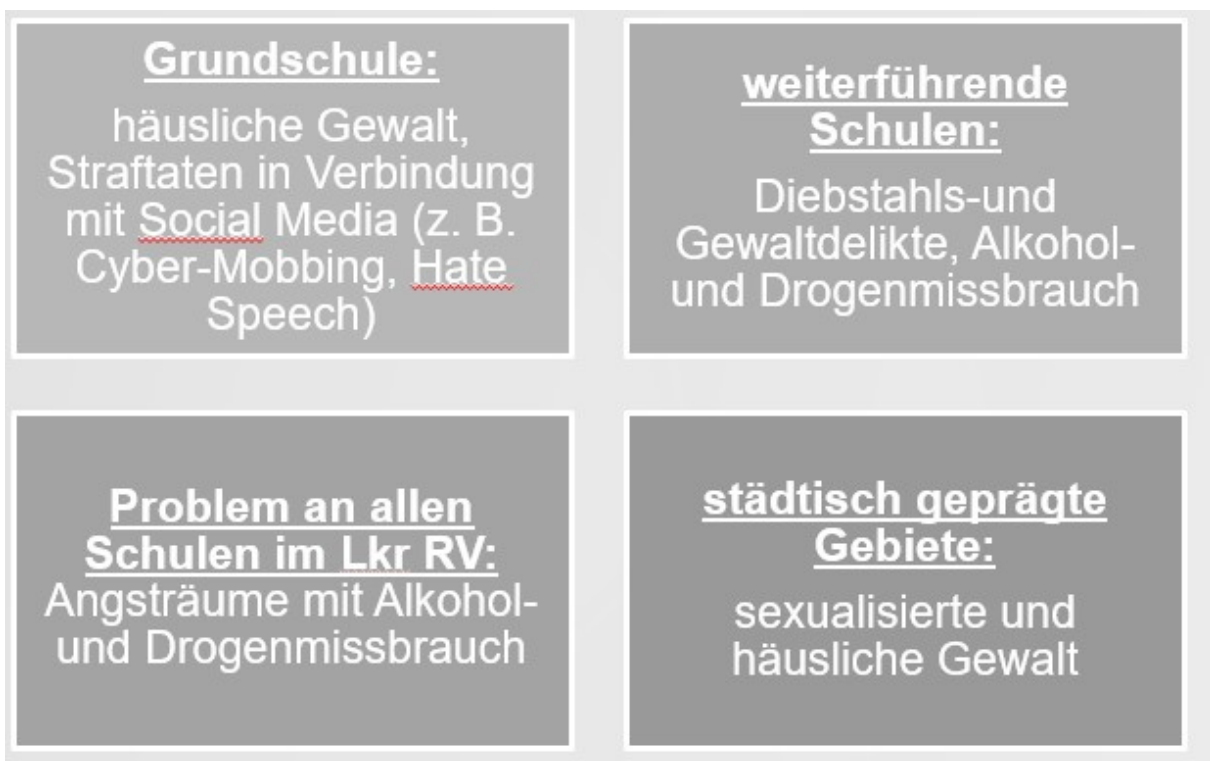 Grundschule:
häusliche Gewalt,
Straftaten in Verbindung
mit Social Media (z. B.
Cyber-Mobbing, Hate
Speech)
weiterführende
Schulen:
Diebstahls-und
Gewaltdelikte, Alkohol-
und Drogenmissbrauch
Problem an allen
Schulen im Lkr RV:
Angsträume mit Alkohol-
und Drogenmissbrauch
städtisch geprägte
Gebiete:
sexualisierte und
häusliche Gewalt